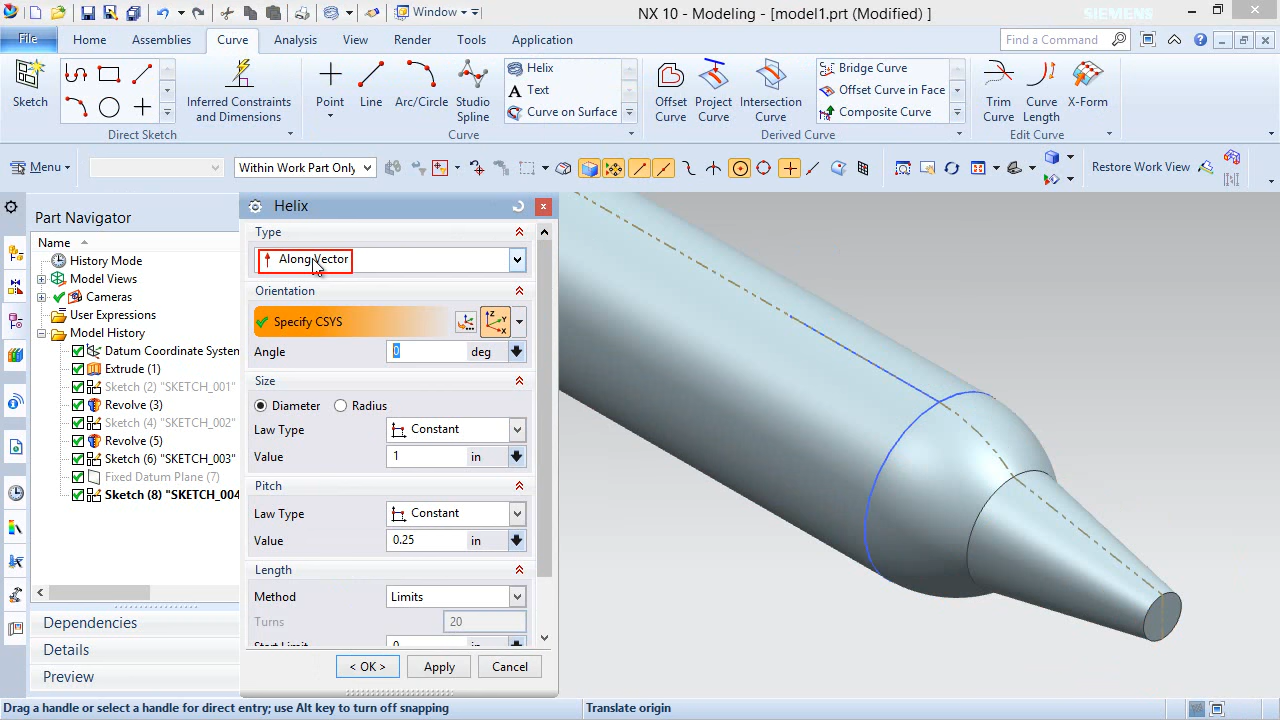 NX 10 - Modeling - [model1.prt (Modified) ]
SIEMENS
Window
File
Home
Assemblies
Curve
Analysis
View
Render
Tools
Application
Find a Command
Sketch
Inferred Constraints
and Dimensions
Direct Sketch
Point
Line
Arc/Circle
Studio
Spline
Helix
Text
Curve on Surface
Curve
Offset
Curve
Project
Curve
Intersection
Curve
Bridge Curve
Offset Curve in Face
Composite Curve
Derived Curve
Trim
Curve
Curve
Length
X-Form
Edit Curve
Menu
Within Work Part Only
Restore Work View
Part Navigator
Name
History Mode
Model Views
Cameras
User Expressions
Model History
Datum Coordinate System
Extrude (1)
Sketch (2) "SKETCH_001"
Revolve (3)
Sketch (4) "SKETCH_002"
Revolve (5)
Sketch (6) "SKETCH_003"
Fixed Datum Plane (7)
Sketch (8) "SKETCH_004
Dependencies
Details
Preview
Helix
Type
Along Vector
Orientation
Specify CSYS
Angle 0 deg
Size
Diameter Radius
Law Type Constant
Value 1 in
Pitch
Law Type Constant
Value 0.25 in
Length
Method Limits
Turns 20
Start Limit 0 in
< OK > Apply Cancel
Z
Y
X
Drag a handle or select a handle for direct entry; use Alt key to turn off snapping
Translate origin